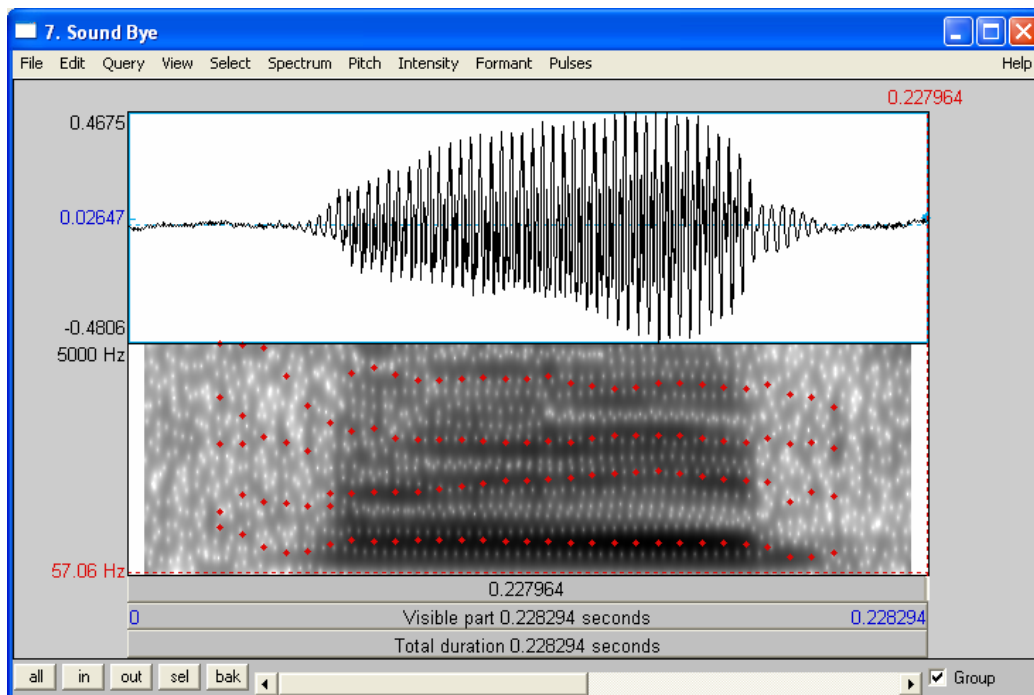 7. Sound Bye
File Edit Query View Select Spectrum Pitch Intensity Formant Pulses Help
0.227964
0.4675
0.02647
-0.4806
5000 Hz
57.06 Hz
0.227964
0 Visible part 0.228294 seconds 0.228294
Total duration 0.228294 seconds
all in out sel bak Group